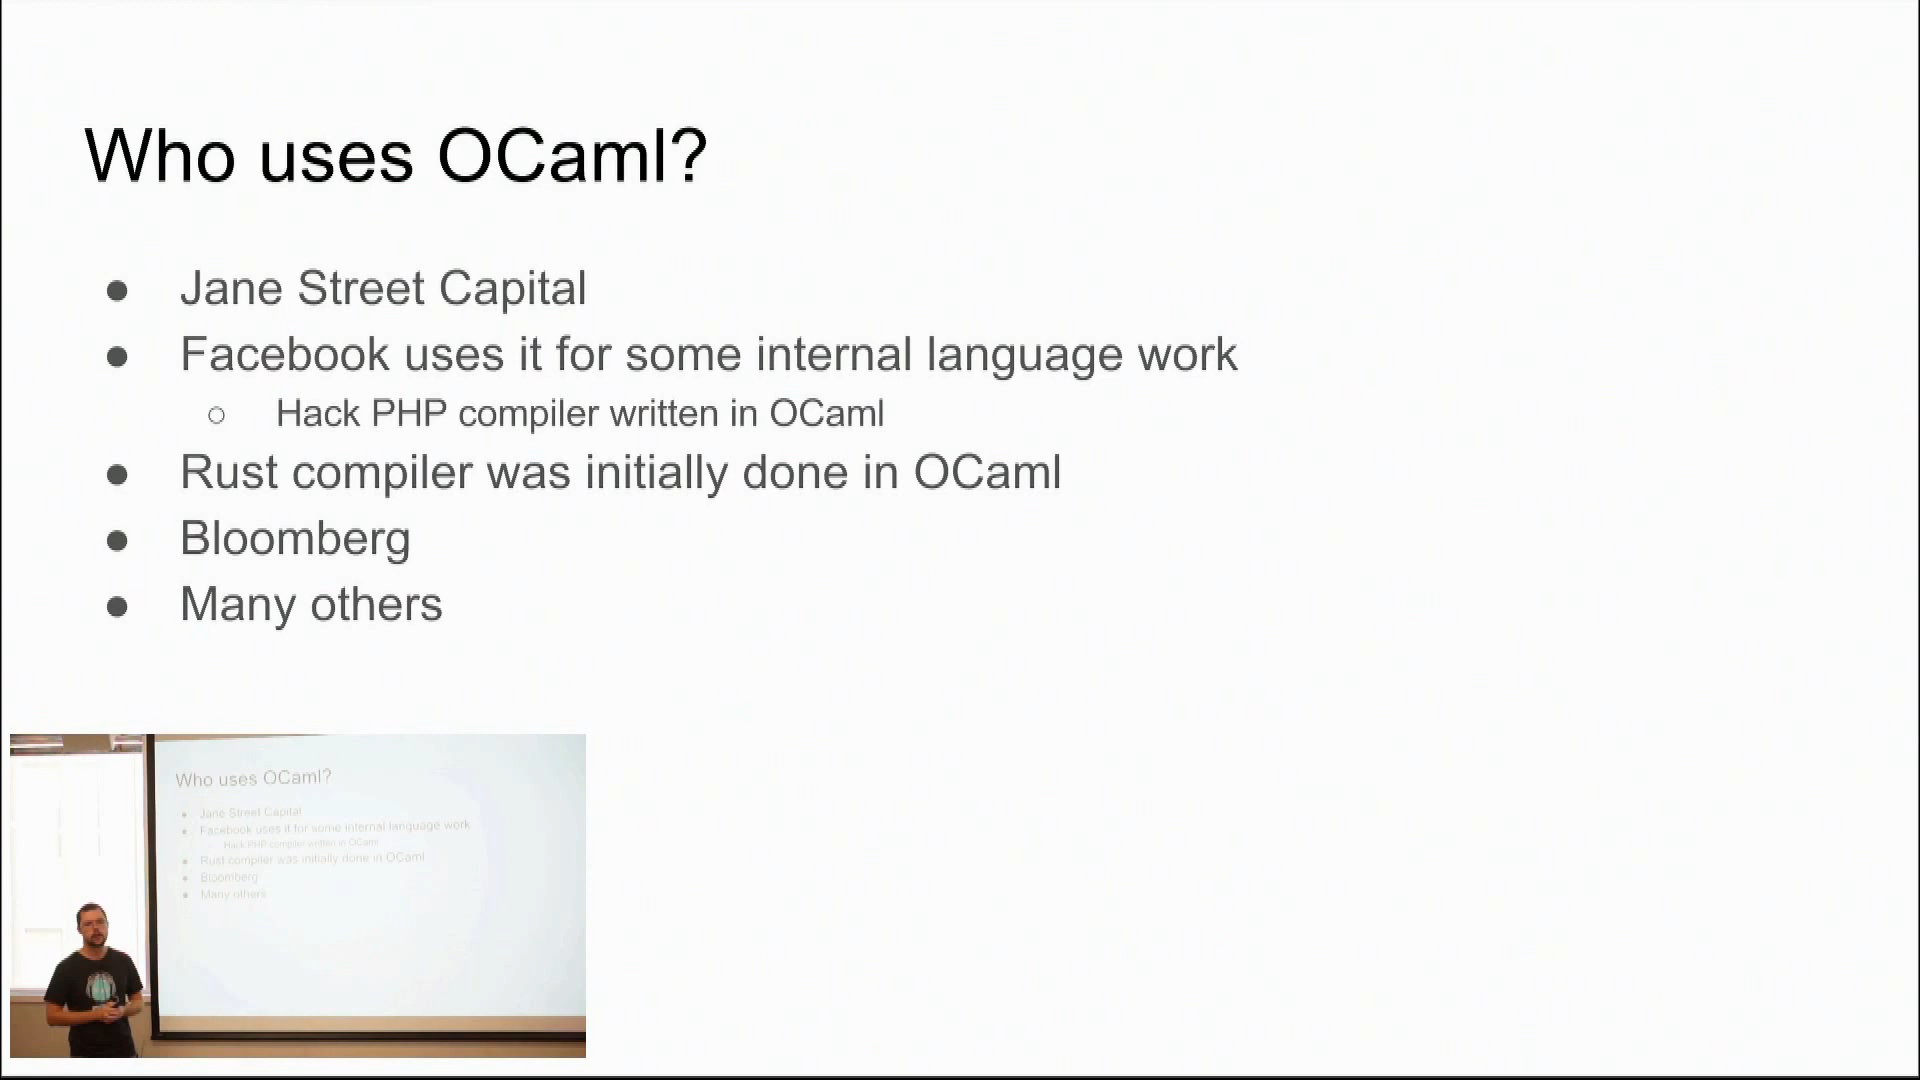 Who uses OCaml?
● Jane Street Capital
● Facebook uses it for some internal language work
○ Hack PHP compiler written in OCaml
● Rust compiler was initially done in OCaml
● Bloomberg
● Many others
Who uses OCaml?
● Jane Street Capital
● Facebook uses it for some internal language work
Hack PHP compiler written in OCaml
● Rust compiler was initially done in OCaml
● Bloomberg
● Many others